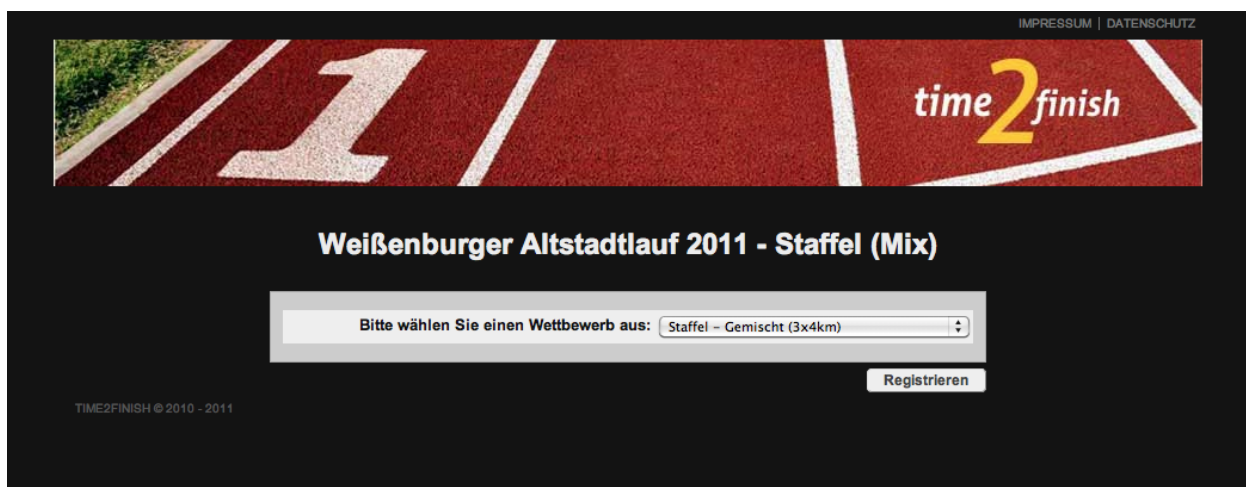 IMPRESSUM | DATENSCHUTZ
1
time2finish
Weißenburger Altstadtlauf 2011 - Staffel (Mix)
Bitte wählen Sie einen Wettbewerb aus: Staffel – Gemischt (3x4km)
Registrieren
TIME2FINISH © 2010 - 2011